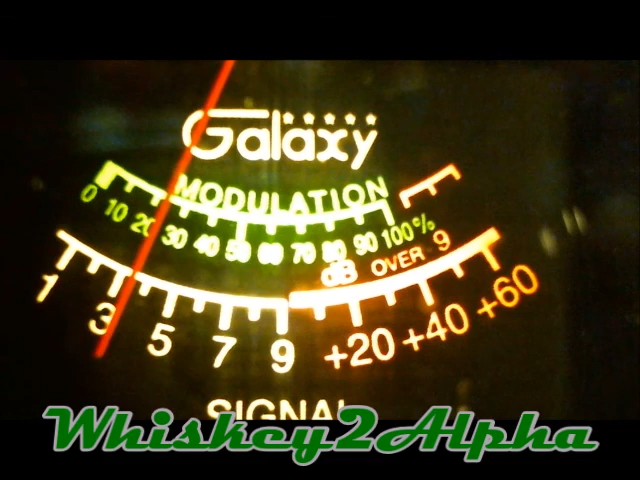 Galaxy
MODULATION
0 10 20 30 40 50 60 70 80 90 100%
dB OVER 9
1 3 5 7 9 +20 +40 +60
SIGNAL
Whiskey2Alpha